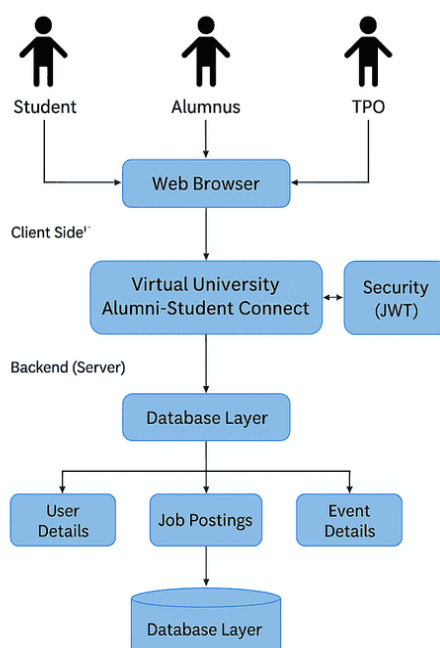 Student
Alumnus
TPO
Web Browser
Client Side"
Virtual University
Alumni-Student Connect
Security
(JWT)
Backend (Server)
Database Layer
User
Details
Job Postings
Event
Details
Database Layer